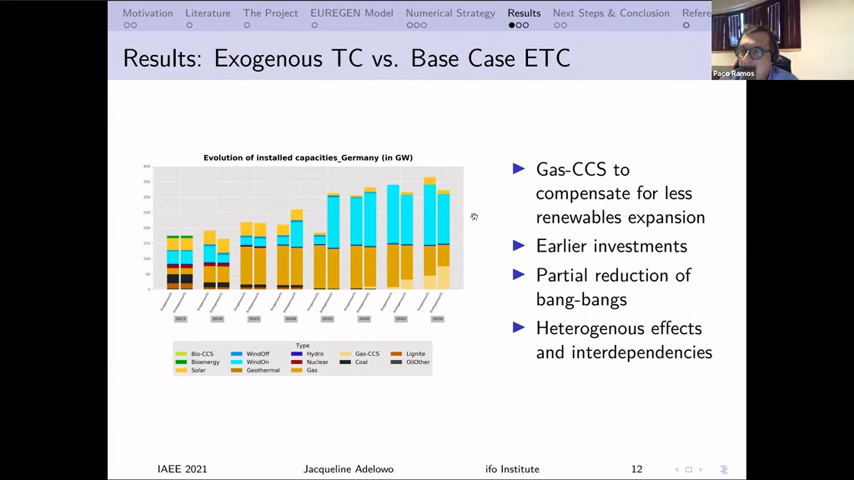 Motivation Literature The Project EUREGEN Model Numerical Strategy Results Next Steps & Conclusion Refere
Paco Ramos
Results: Exogenous TC vs. Base Case ETC
Evolution of installed capacities_Germany (in GW)
Gas-CCS to
compensate for less
renewables expansion
Earlier investments
Partial reduction of
bang-bangs
Heterogenous effects
and interdependencies
Type
Bio-CCS WindOff Hydro Gas-CCS Lignite
Bioenergy WindOn Nuclear Coal OilOther
Solar Geothermal Gas
IAEE 2021 Jacqueline Adelowo ifo Institute 12